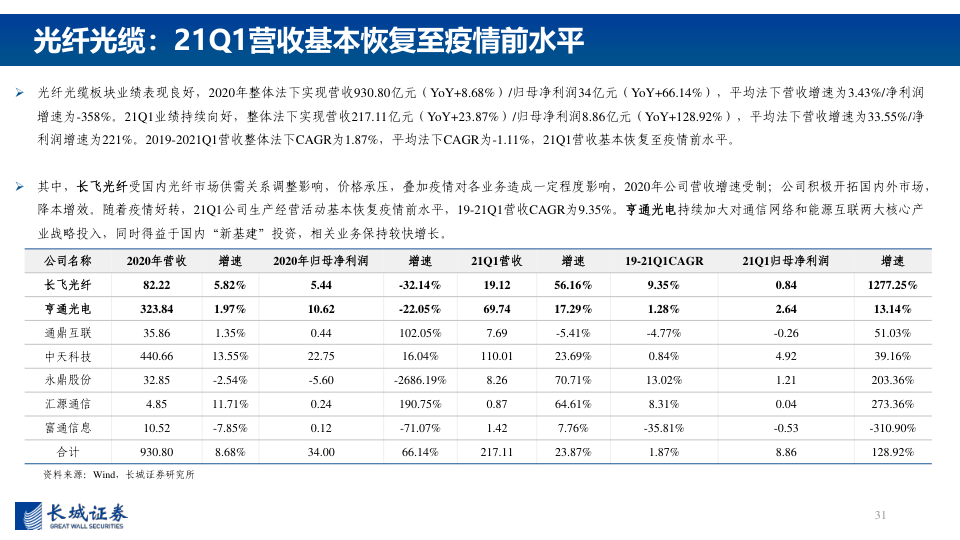 光纤光缆：21Q1营收基本恢复至疫情前水平
➢ 光纤光缆板块业绩表现良好，2020年整体法下实现营收930.80亿元（YoY+8.68%）/归母净利润34亿元（YoY+66.14%），平均法下营收增速为3.43%/净利润
增速为-358%。21Q1业绩持续向好，整体法下实现营收217.11亿元（YoY+23.87%）/归母净利润8.86亿元（YoY+128.92%），平均法下营收增速为33.55%/净
利润增速为221%。2019-2021Q1营收整体法下CAGR为1.87%，平均法下CAGR为-1.11%，21Q1营收基本恢复至疫情前水平。
➢ 其中，长飞光纤受国内光纤市场供需关系调整影响，价格承压，叠加疫情对各业务造成一定程度影响，2020年公司营收增速受制；公司积极开拓国内外市场，
降本增效。随着疫情好转，21Q1公司生产经营活动基本恢复疫情前水平，19-21Q1营收CAGR为9.35%。亨通光电持续加大对通信网络和能源互联两大核心产
业战略投入，同时得益于国内“新基建”投资，相关业务保持较快增长。
公司名称 2020年营收 增速 2020年归母净利润 增速 21Q1营收 增速 19-21Q1CAGR 21Q1归母净利润 增速
长飞光纤 82.22 5.82% 5.44 -32.14% 19.12 56.16% 9.35% 0.84 1277.25%
亨通光电 323.84 1.97% 10.62 -22.05% 69.74 17.29% 1.28% 2.64 13.14%
通鼎互联 35.86 1.35% 0.44 102.05% 7.69 -5.41% -4.77% -0.26 51.03%
中天科技 440.66 13.55% 22.75 16.04% 110.01 23.69% 0.84% 4.92 39.16%
永鼎股份 32.85 -2.54% -5.60 -2686.19% 8.26 70.71% 13.02% 1.21 203.36%
汇源通信 4.85 11.71% 0.24 190.75% 0.87 64.61% 8.31% 0.04 273.36%
富通信息 10.52 -7.85% 0.12 -71.07% 1.42 7.76% -35.81% -0.53 -310.90%
合计 930.80 8.68% 34.00 66.14% 217.11 23.87% 1.87% 8.86 128.92%
资料来源：Wind，长城证券研究所
长城证券
GREAT WALL SECURITIES
31